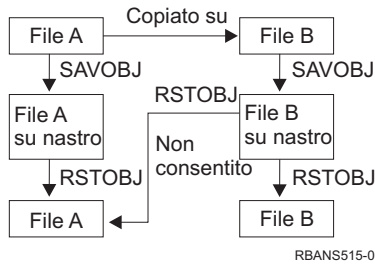 Copiato su
File A
File B
SAVOBJ
SAVOBJ
File A
su nastro
RSTOBJ
File B
su nastro
Non
consentito
RSTOBJ
RSTOBJ
File A
File B
RBANS515-0